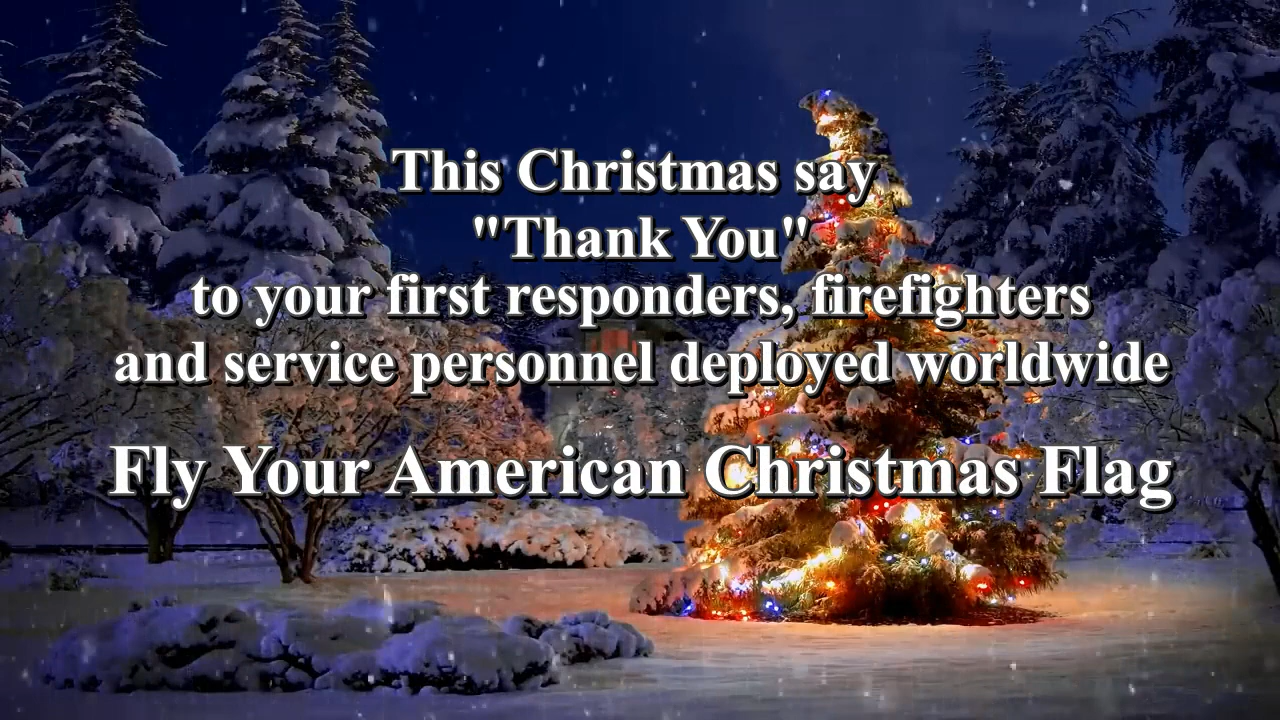 This Christmas say
"Thank You"
to your first responders, firefighters
and service personnel deployed worldwide
Fly Your American Christmas Flag